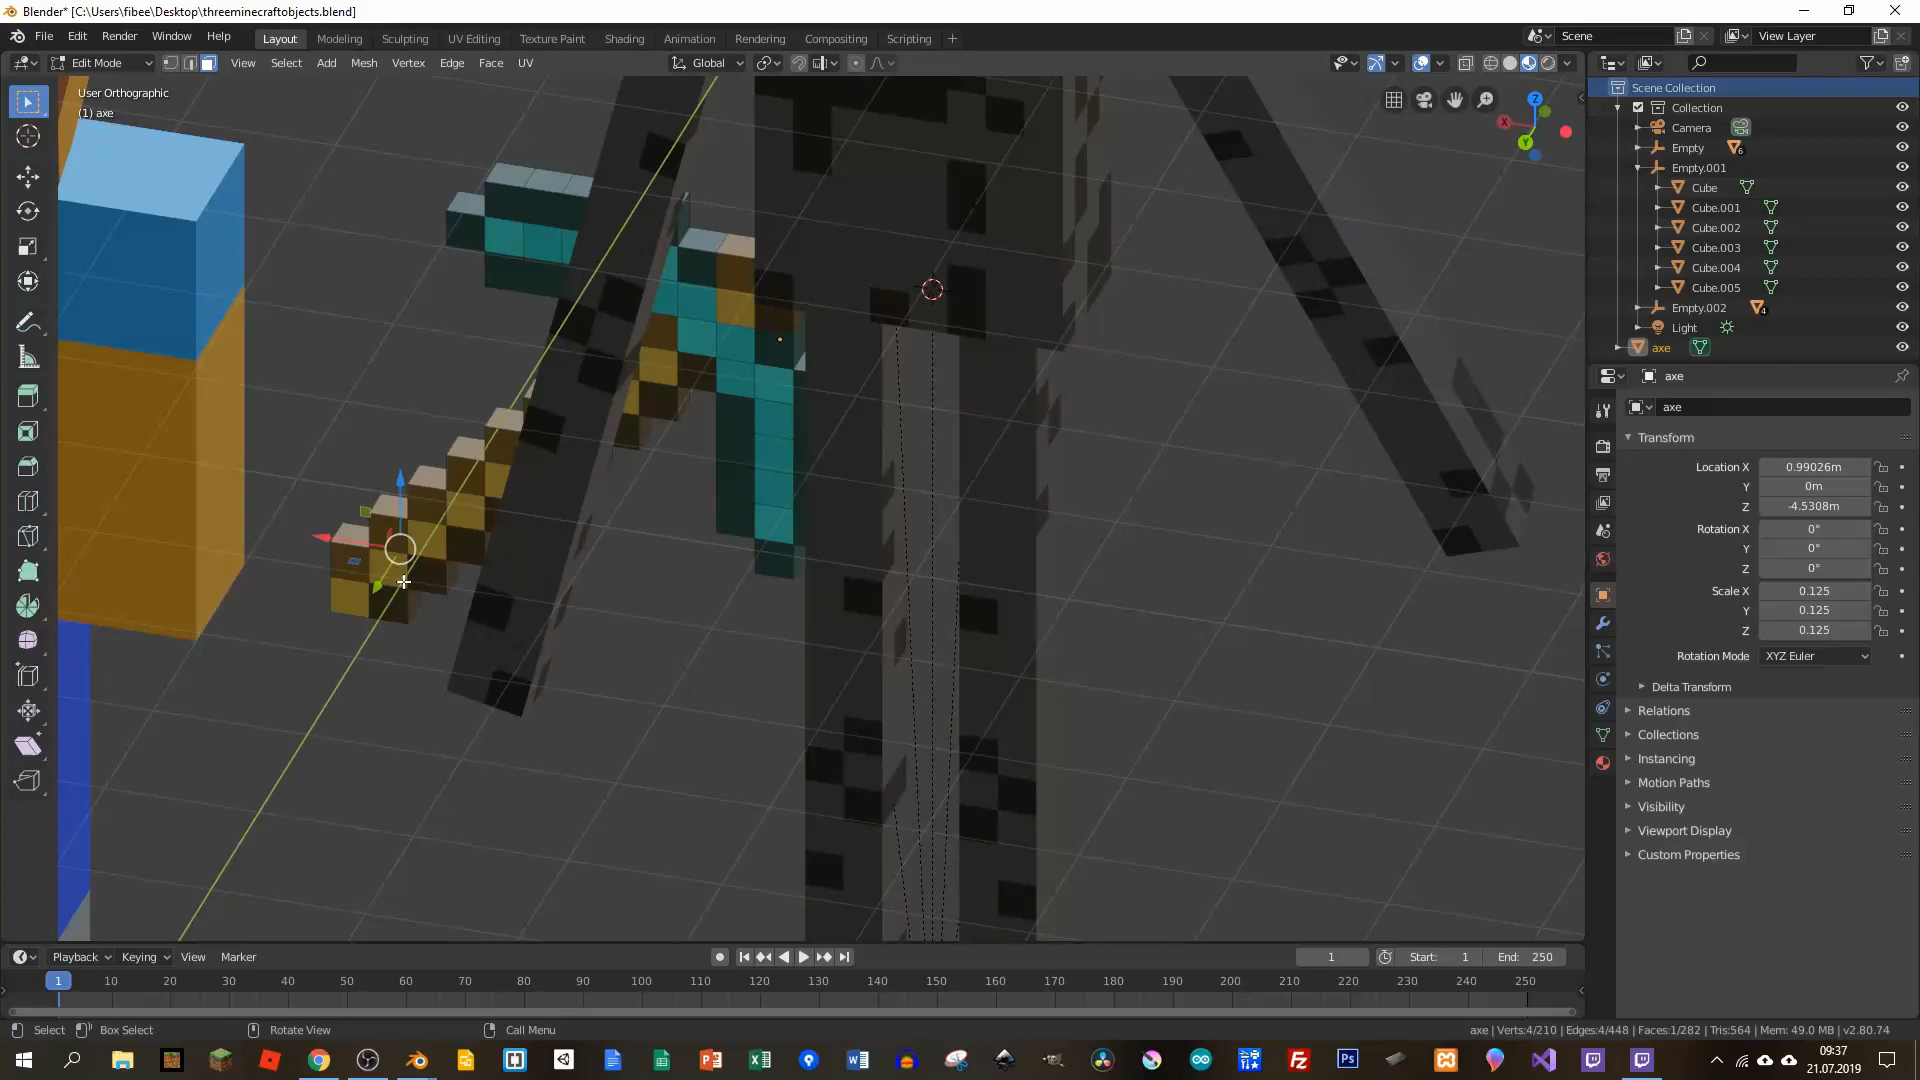 Blender* [C:\Users\fibee\Desktop\threeminecraftobjects.blend]
File Edit Render Window Help
Layout Modeling Sculpting UV Editing Texture Paint Shading Animation Rendering Compositing Scripting
Scene
View Layer
Edit Mode
View Select Add Mesh Vertex Edge Face UV
Global
User Orthographic
(1) axe
Z
X
Y
Scene Collection
Collection
Camera
Empty
6
Empty.001
Cube
Cube.001
Cube.002
Cube.003
Cube.004
Cube.005
Empty.002
4
Light
axe
axe
axe
Transform
Location X 0.99026m
Y 0m
Z -4.5308m
Rotation X 0°
Y 0°
Z 0°
Scale X 0.125
Y 0.125
Z 0.125
Rotation Mode XYZ Euler
Delta Transform
Relations
Collections
Instancing
Motion Paths
Visibility
Viewport Display
Custom Properties
Playback Keying View Marker
1 Start: 1 End: 250
1 10 20 30 40 50 60 70 80 90 100 110 120 130 140 150 160 170 180 190 200 210 220 230 240 250
Select Box Select Rotate View Call Menu
axe | Verts:4/210 | Edges:4/448 | Faces:1/282 | Tris:564 | Mem: 49.0 MB | v2.80.74
09:37
21.07.2019